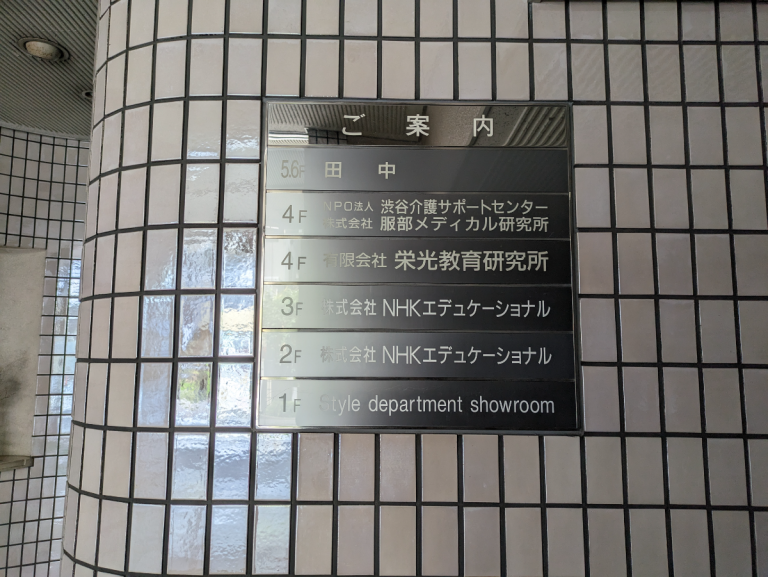 ご案内
5.6F 田中
4F NPO法人 渋谷介護サポートセンター
株式会社 服部メディカル研究所
4F 有限会社 栄光教育研究所
3F 株式会社 NHKエデュケーショナル
2F 株式会社 NHKエデュケーショナル
1F Style department showroom